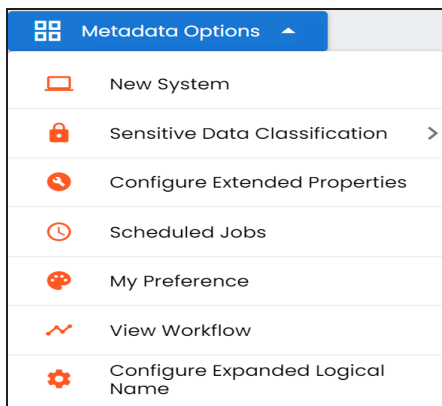 Metadata Options
New System
Sensitive Data Classification
Configure Extended Properties
Scheduled Jobs
My Preference
View Workflow
Configure Expanded Logical
Name